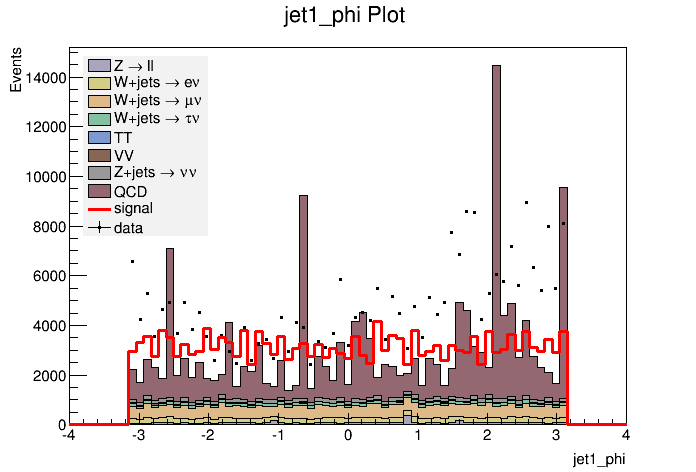 jet1_phi Plot
Events
14000
12000
10000
8000
6000
4000
2000
0
Z → ll
W+jets → eν
W+jets → μν
W+jets → τν
TT
VV
Z+jets → νν
QCD
signal
data
-4 -3 -2 -1 0 1 2 3 4
jet1_phi